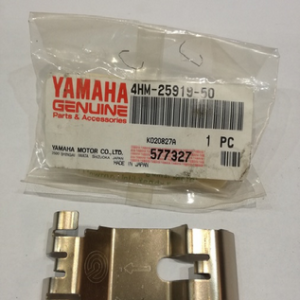 YAMAHA 4HM-25919-50
GENUINE
Parts & Accessories
K020827A 1 PC
YAMAHA MOTOR CO.,LTD. MADE IN JAPAN 577327